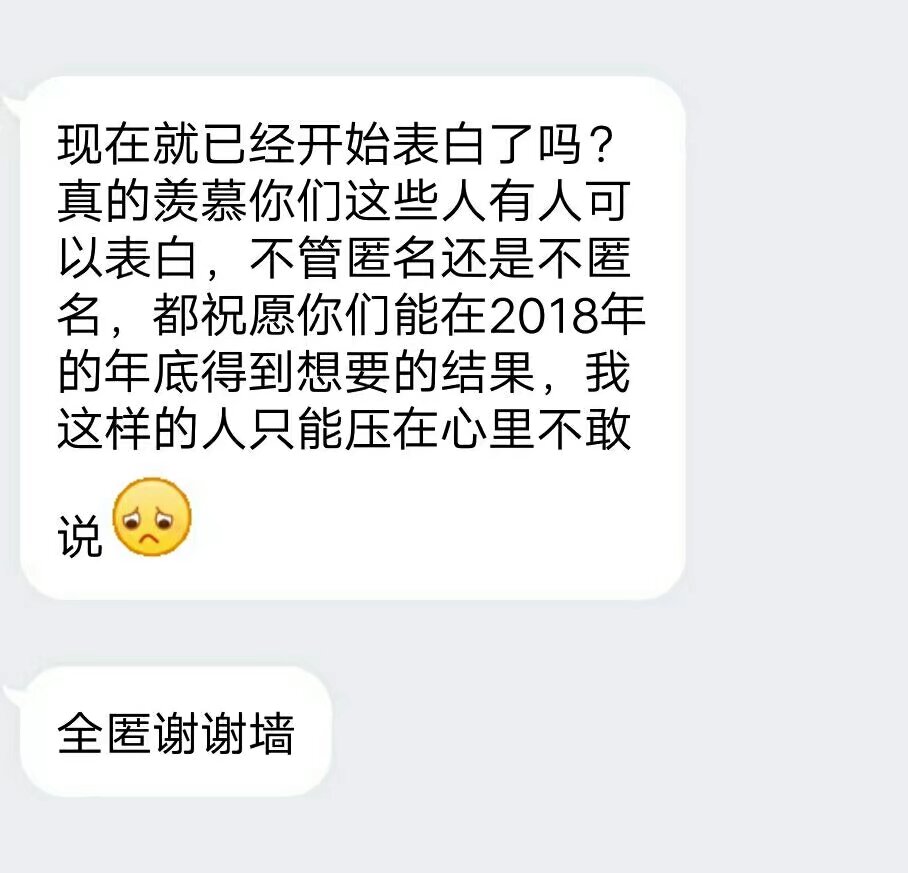 现在就已经开始表白了吗？
真的羡慕你们这些人有人可
以表白，不管匿名还是不匿
名，都祝愿你们能在2018年
的年底得到想要的结果，我
这样的人只能压在心里不敢
说
全匿谢谢墙